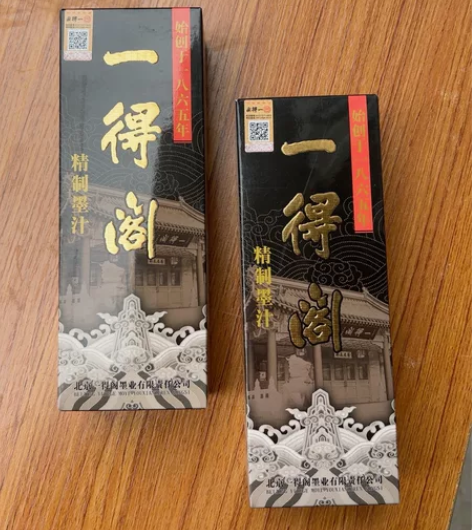 始创于一八六五年
一得阁
精制墨汁
北京一得阁墨业有限责任公司
始创于一八六五年
一得阁
精制墨汁
北京一得阁墨业有限责任公司